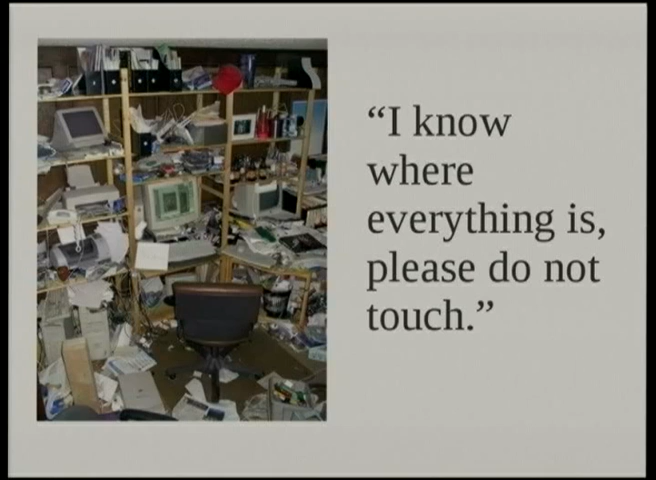 “I know
where
everything is,
please do not
touch.”